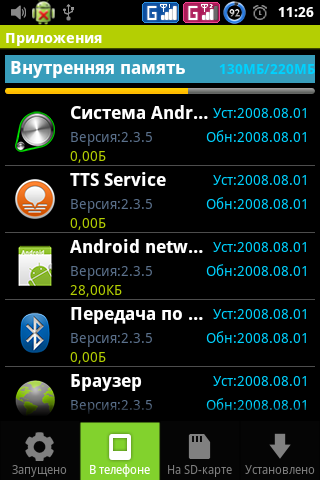 G G 92 11:26
Приложения
Внутренняя память 130МБ/220МБ
Система Andr... Уст:2008.08.01
Версия:2.3.5 Обн:2008.08.01
0,00Б
TTS Service Уст:2008.08.01
Версия:2.3.5 Обн:2008.08.01
0,00Б
Android netw... Уст:2008.08.01
Версия:2.3.5 Обн:2008.08.01
28,00КБ
Передача по ... Уст:2008.08.01
Версия:2.3.5 Обн:2008.08.01
0,00Б
Браузер Уст:2008.08.01
Версия:2.3.5 Обн:2008.08.01
Запущено В телефоне На SD-карте Установлено